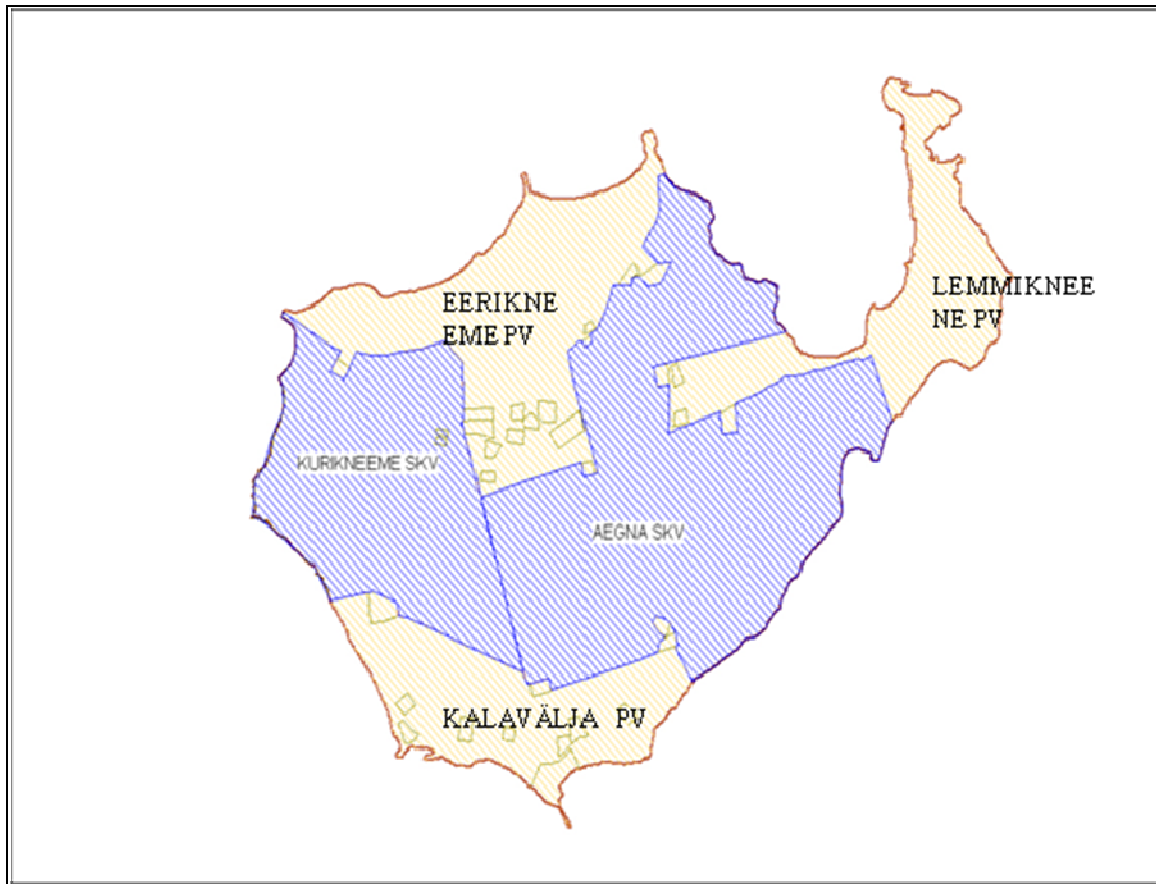 EERIKNE
EME PV
LEMMIKNEE
NE PV
KURIKNEEME SKV
AEGNA SKV
KALAVÄLJA PV